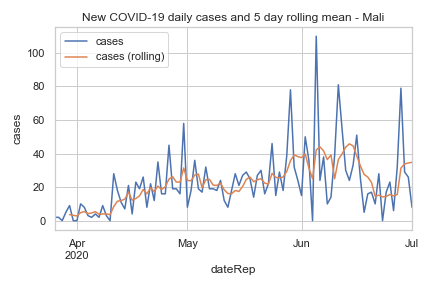 New COVID-19 daily cases and 5 day rolling mean - Mali
cases
cases (rolling)
100
80
60
40
20
0
cases
Apr
2020
May
Jun
Jul
dateRep